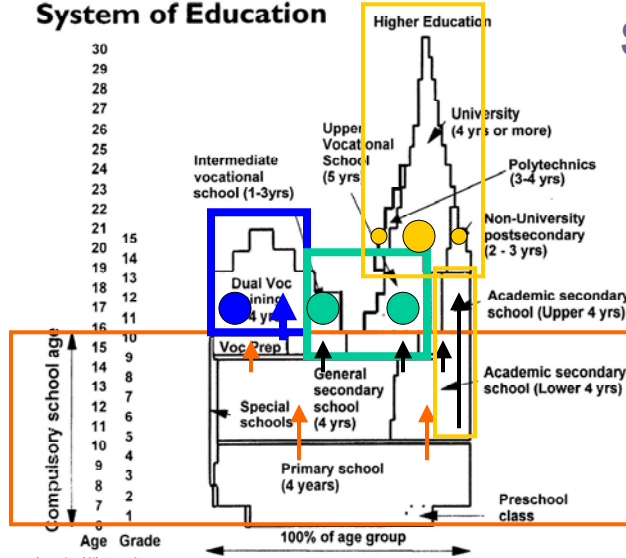 System of Education
Higher Education
S
University
(4 yrs or more)
Upper
Vocational
School
(5 yrs)
Intermediate
vocational
school (1-3yrs)
Polytechnics
(3-4 yrs)
Non-University
postsecondary
(2 - 3 yrs)
Dual Voc
4 y
Academic secondary
school (Upper 4 yrs)
Voc Prep
General
secondary
school
(4 yrs)
Academic secondary
school (Lower 4 yrs)
Special
schools
Primary school
(4 years)
Preschool
class
Compulsory school age
30
29
28
27
26
25
24
23
22
21
20 15
19 14
18 13
17 12
16 11
15 10
14 9
13 8
12 7
11 6
10 5
9 4
8 3
7 2
6 1
Age Grade
100% of age group